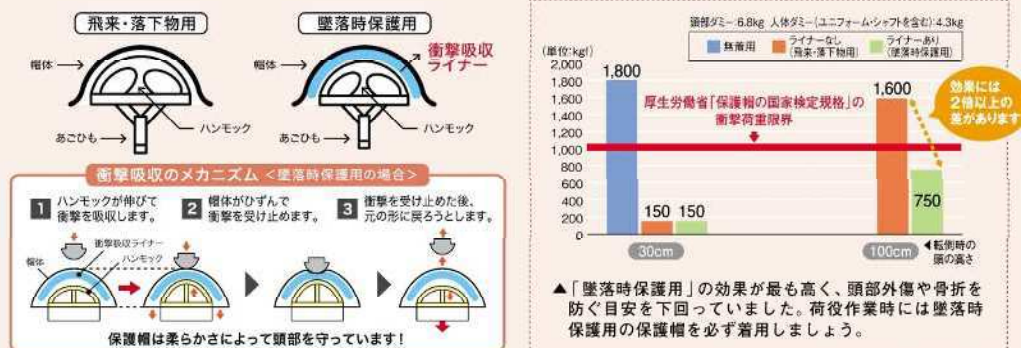 飛来・落下物用
帽体
あごひも
ハンモック
墜落時保護用
衝撃吸収
ライナー
帽体
あごひも
ハンモック
衝撃吸収のメカニズム <墜落時保護用の場合>
1 ハンモックが伸びて
衝撃を吸収します。
2 帽体がひずんで
衝撃を受け止めます。
3 衝撃を受け止めた後、
元の形に戻ろうとします。
衝撃吸収ライナー
帽体
ハンモック
保護帽は柔らかさによって頭部を守っています!
頭部ダミー:6.8kg 人体ダミー(ユニフォーム・シャフトを含む):4.3kg
無着用
ライナーなし
(飛来・落下物用)
ライナーあり
(墜落時保護用)
(単位:kgf)
2,000
1,800
1,600
1,400
1,200
1,000
800
600
400
200
0
1,800
150
150
1,600
750
厚生労働省「保護帽の国家検定規格」の
衝撃荷重限界
効果には
2倍以上の
差があります
30cm
100cm
◀転倒時の
頭の高さ
▲「墜落時保護用」の効果が最も高く、頭部外傷や骨折を
防ぐ目安を下回っていました。荷役作業時には墜落時
保護用の保護帽を必ず着用しましょう。